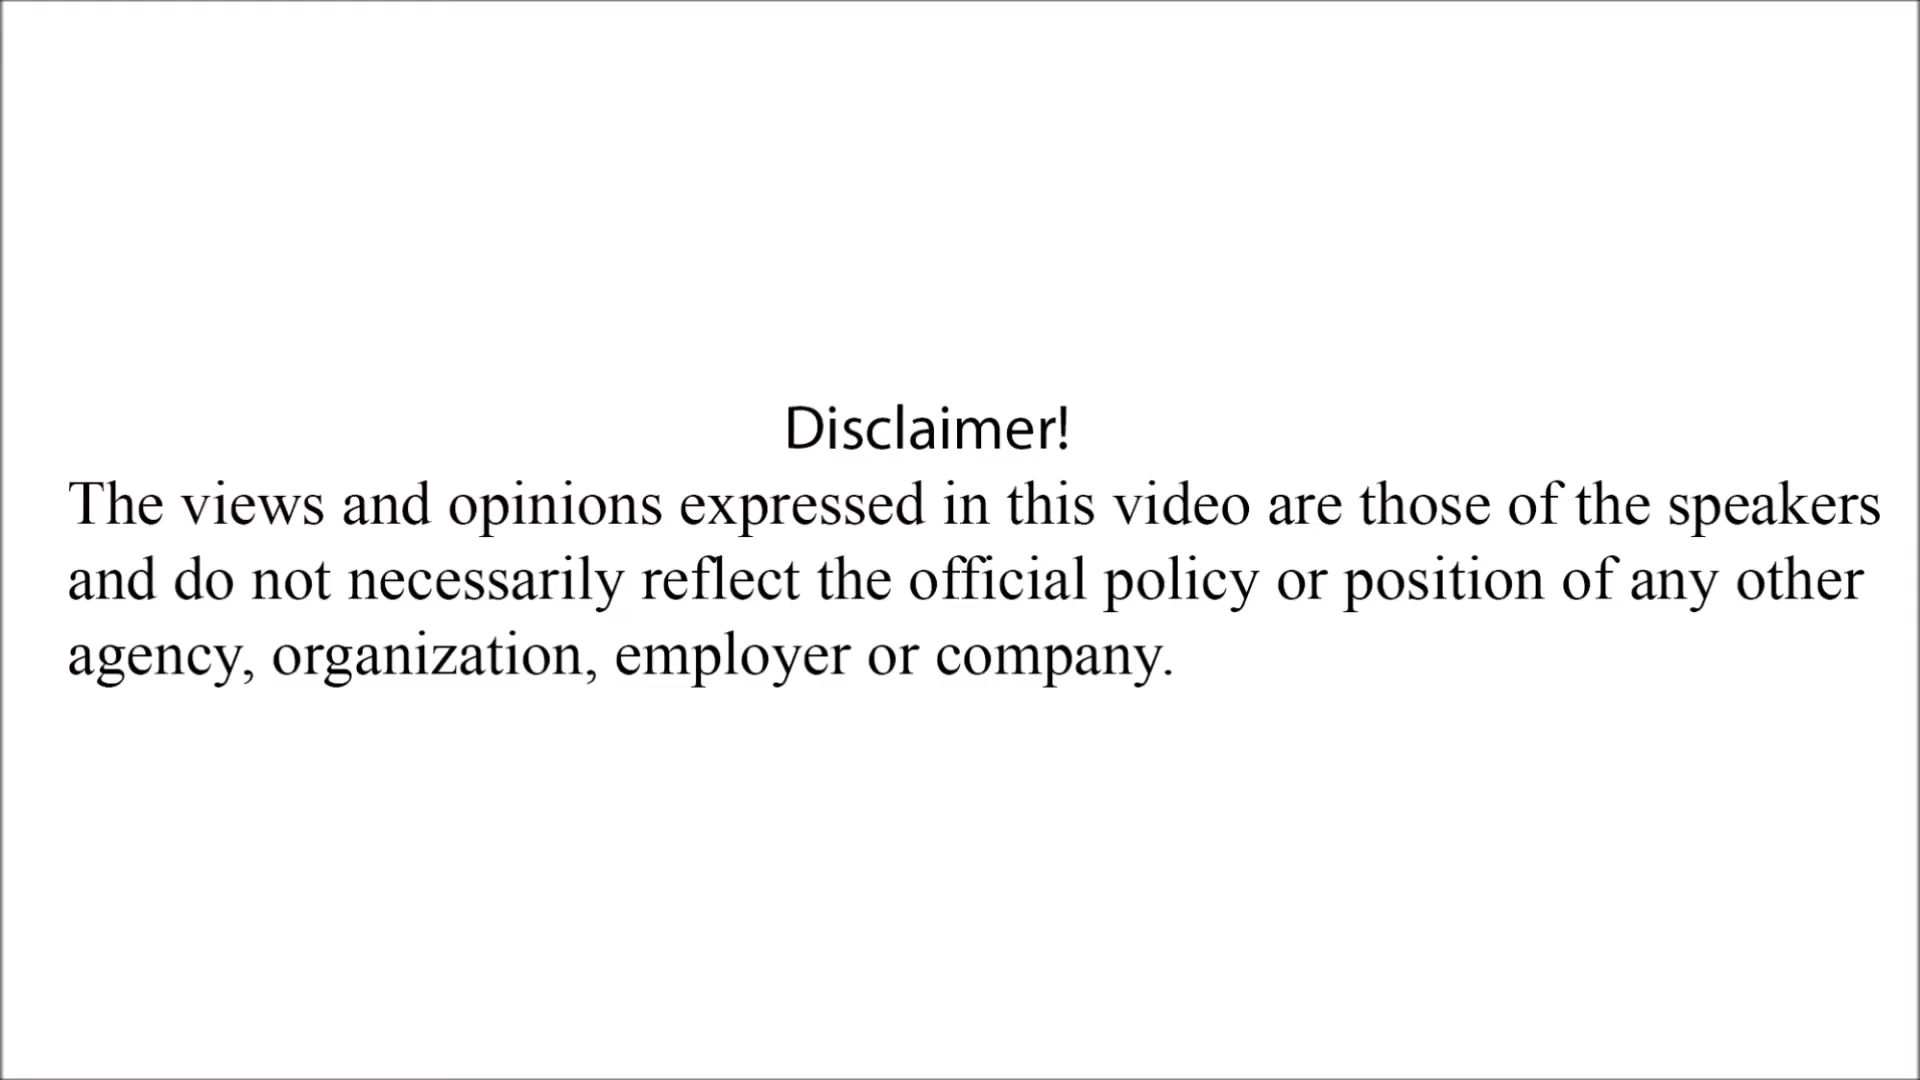 Disclaimer!
The views and opinions expressed in this video are those of the speakers
and do not necessarily reflect the official policy or position of any other
agency, organization, employer or company.